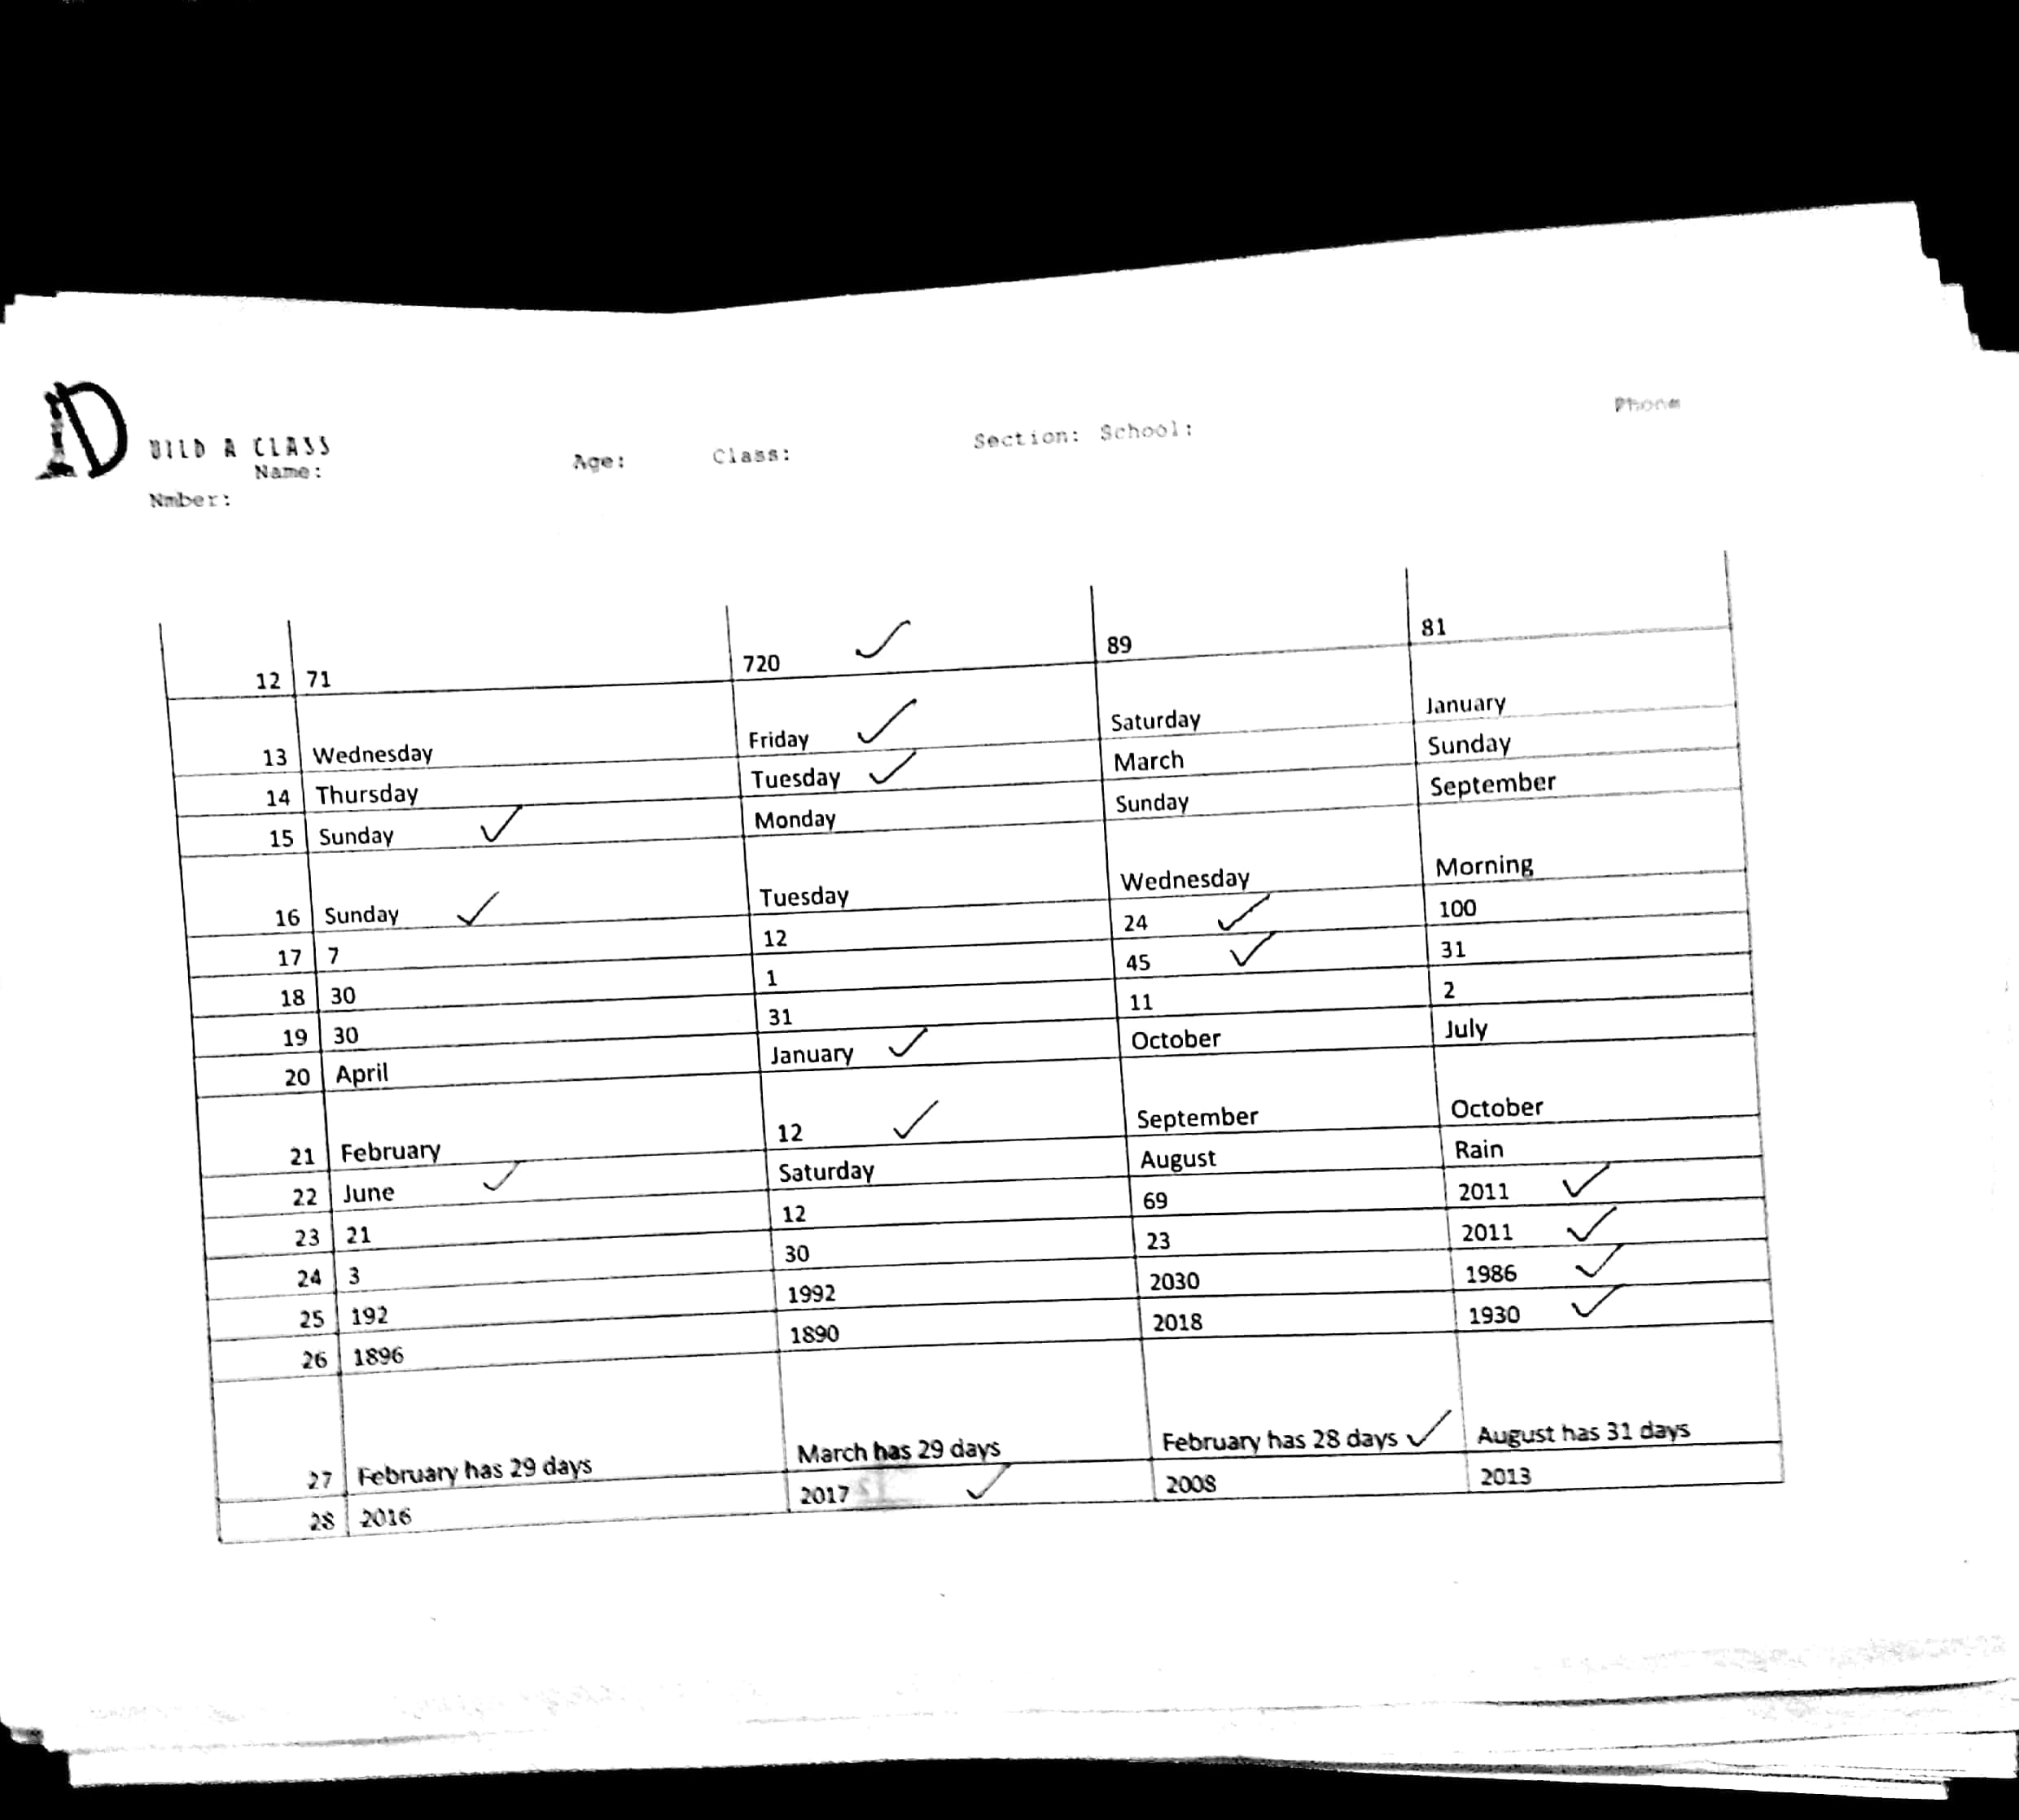 BUILD A CLASS
Phone
Name: Age: Class: Section: School:
Nmber:
12 71 720 ✓ 89 81
13 Wednesday Friday ✓ Saturday January
14 Thursday Tuesday ✓ March Sunday
15 Sunday ✓ Monday Sunday September
16 Sunday ✓ Tuesday Wednesday Morning
17 7 12 24 ✓ 100
18 30 1 45 ✓ 31
19 30 31 11 2
20 April January ✓ October July
21 February 12 ✓ September October
22 June ✓ Saturday August Rain
23 21 12 69 2011 ✓
24 3 30 23 2011 ✓
25 192 1992 2030 1986 ✓
26 1896 1890 2018 1930 ✓
27 February has 29 days March has 29 days February has 28 days ✓ August has 31 days
28 2016 2017 ✓ 2008 2013